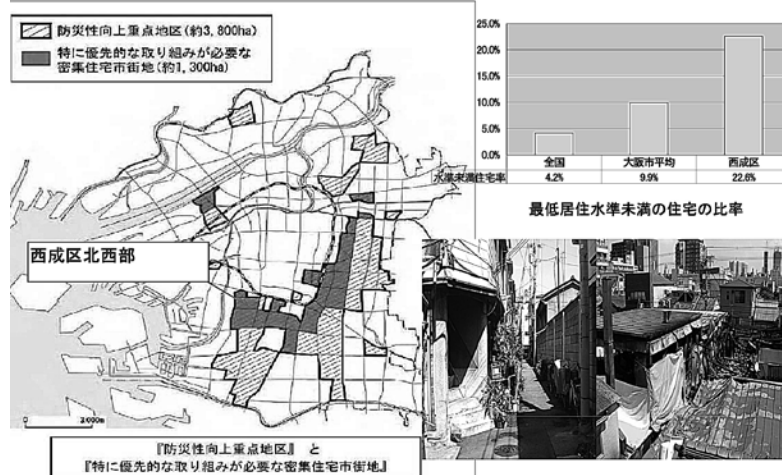 防災性向上重点地区(約3,800ha)
特に優先的な取り組みが必要な
密集住宅市街地(約1,300ha)
西成区北西部
0 2,000m
『防災性向上重点地区』 と
『特に優先的な取り組みが必要な密集住宅市街地』
25.0%
20.0%
15.0%
10.0%
5.0%
0.0%
全国 大阪市平均 西成区
水準未満住宅率 4.2% 9.9% 22.6%
最低居住水準未満の住宅の比率